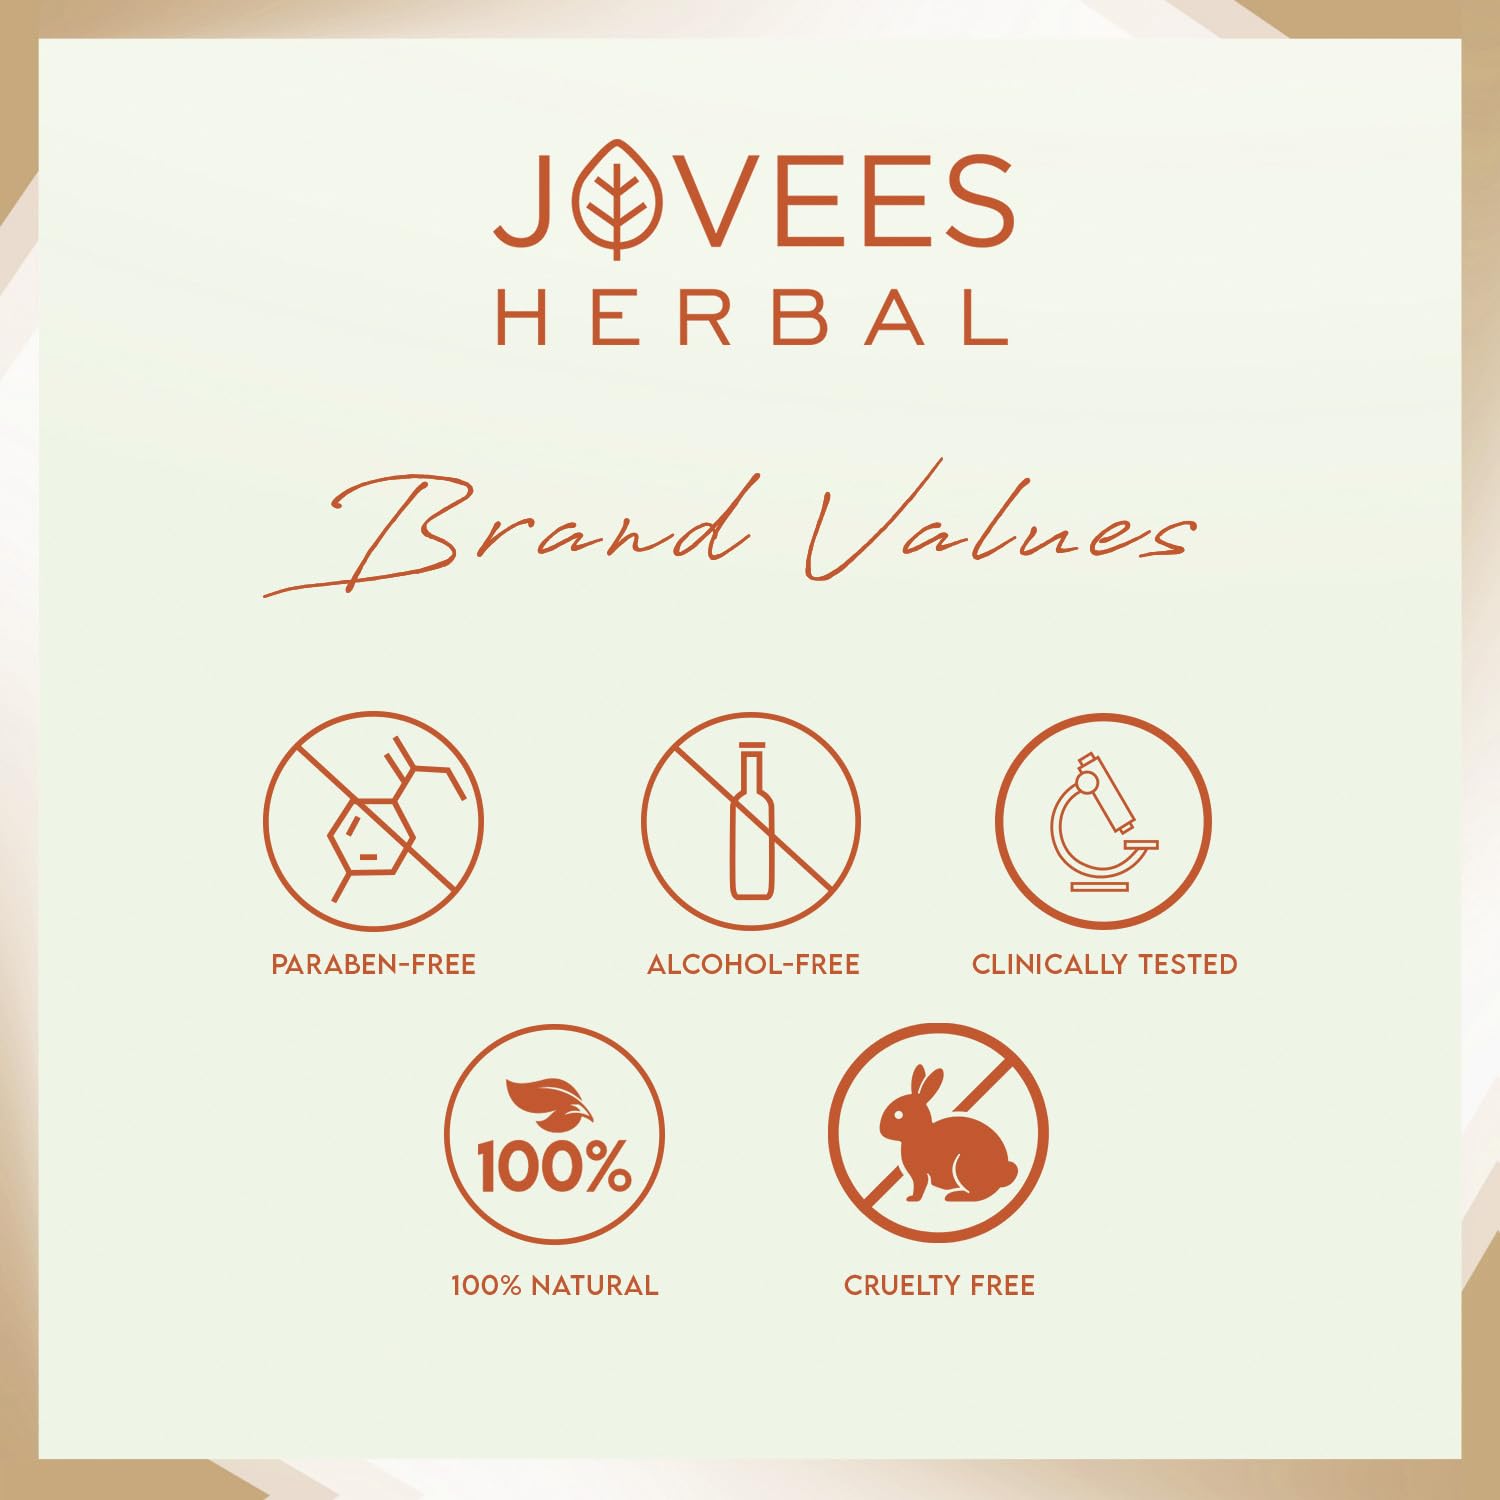 JOVEES
HERBAL
Brand Values
PARABEN-FREE
ALCOHOL-FREE
CLINICALLY TESTED
100%
100% NATURAL
CRUELTY FREE